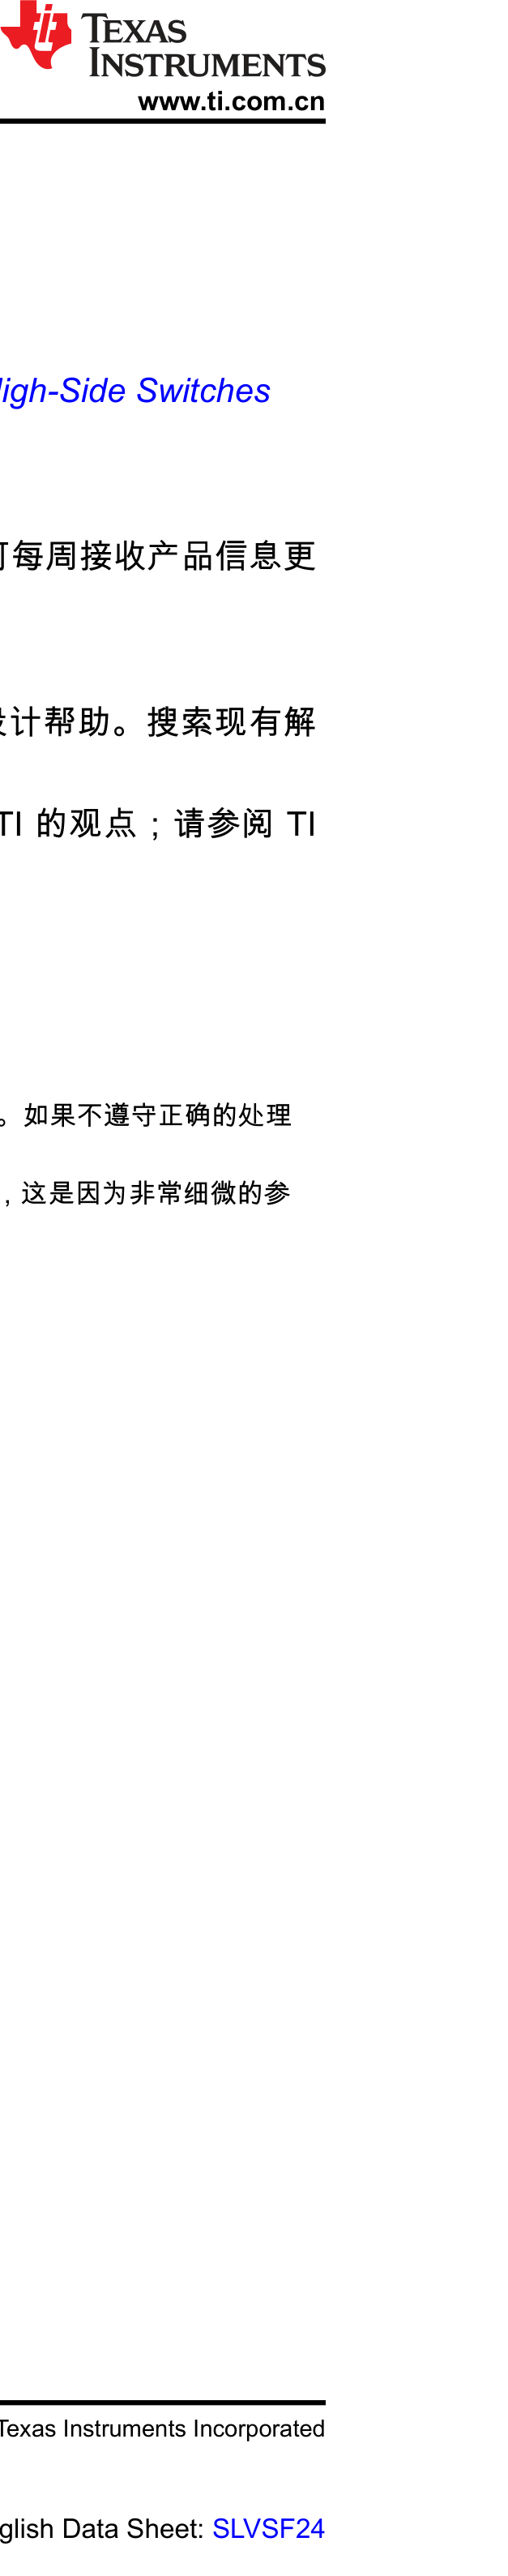 TEXAS
INSTRUMENTS
www.ti.com.cn
High-Side Switches
每周接收产品信息更
设计帮助。搜索现有解
TI 的观点；请参阅 TI
。如果不遵守正确的处理
，这是因为非常细微的参
Texas Instruments Incorporated
glish Data Sheet: SLVSF24